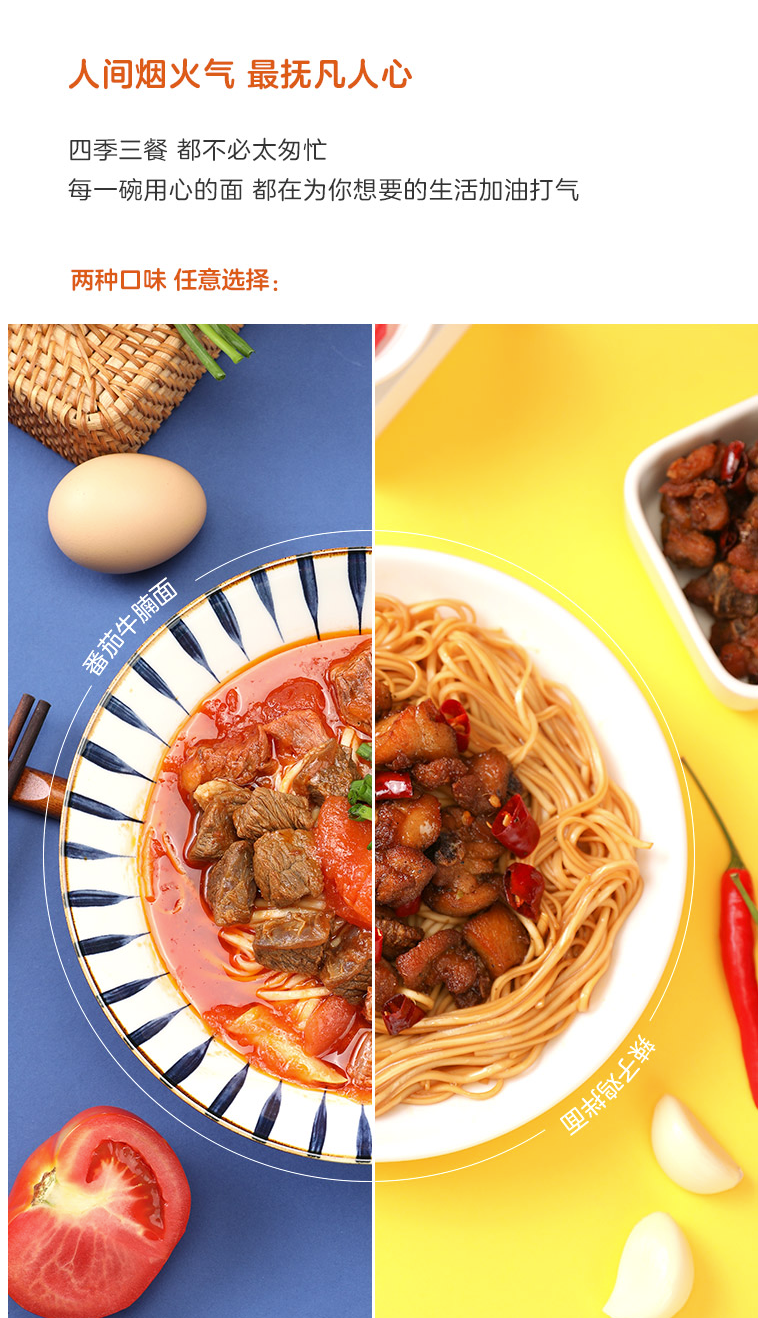 人间烟火气 最抚凡人心
四季三餐 都不必太匆忙
每一碗用心的面 都在为你想要的生活加油打气
两种口味 任意选择：
番茄牛腩面
辣子鸡拌面